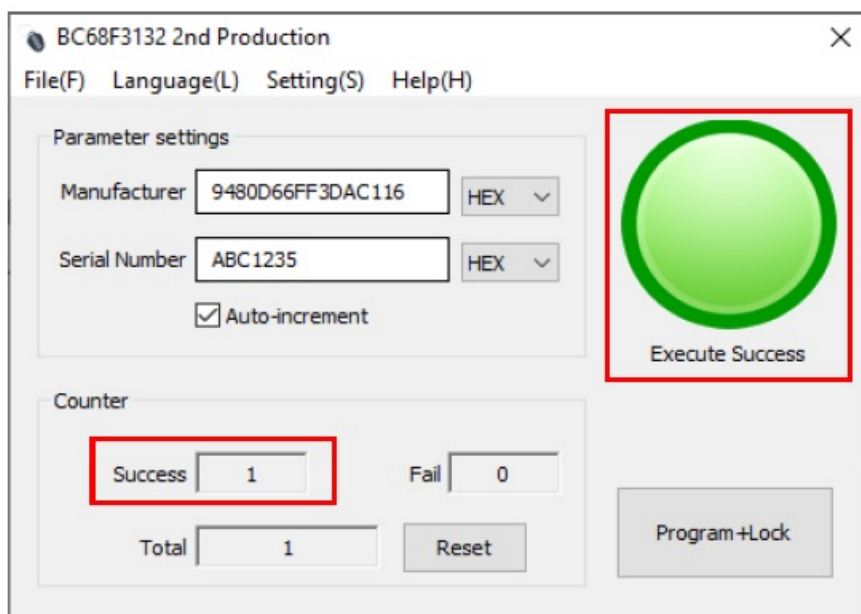 BC68F3132 2nd Production
File(F) Language(L) Setting(S) Help(H)
Parameter settings
Manufacturer 9480D66FF3DAC116 HEX
Serial Number ABC1235 HEX
Auto-increment
Execute Success
Counter
Success 1 Fail 0
Total 1 Reset
Program+Lock